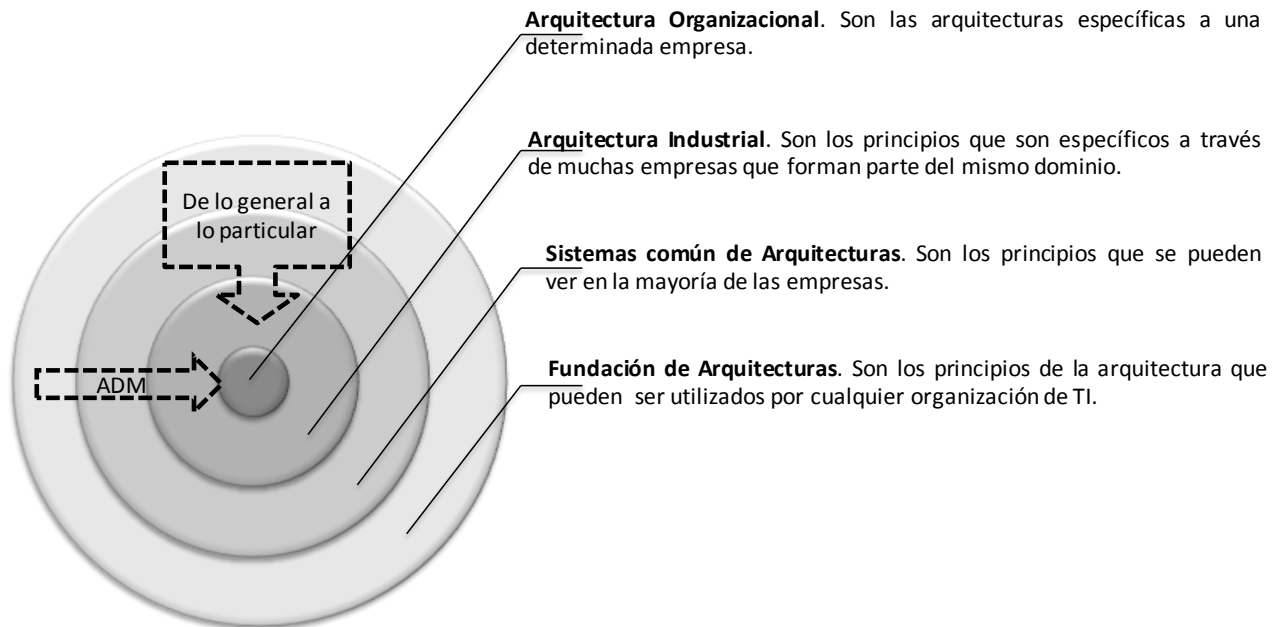 Arquitectura Organizacional. Son las arquitecturas específicas a una
determinada empresa.
Arquitectura Industrial. Son los principios que son específicos a través
de muchas empresas que forman parte del mismo dominio.
De lo general a
lo particular
Sistemas común de Arquitecturas. Son los principios que se pueden
ver en la mayoría de las empresas.
Fundación de Arquitecturas. Son los principios de la arquitectura que
pueden ser utilizados por cualquier organización de TI.
ADM